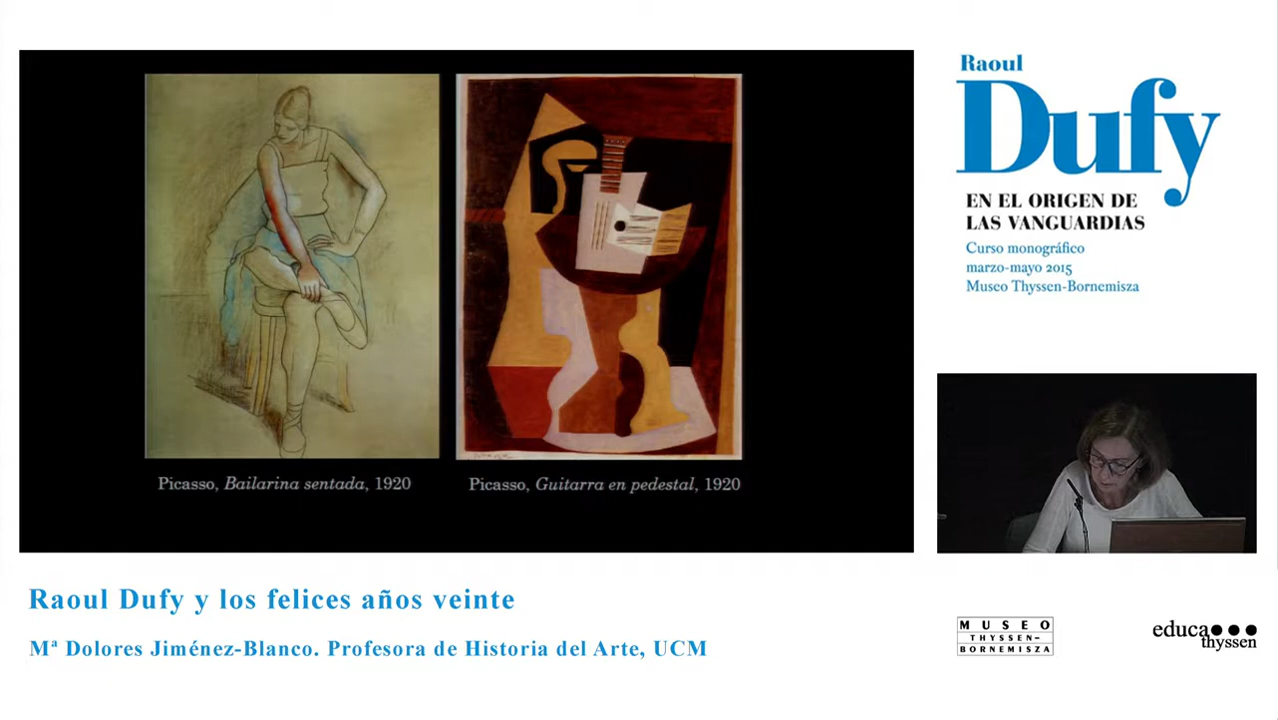 Raoul
Dufy
EN EL ORIGEN DE
LAS VANGUARDIAS
Curso monográfico
marzo-mayo 2015
Museo Thyssen-Bornemisza
Picasso, Bailarina sentada, 1920
Picasso, Guitarra en pedestal, 1920
Raoul Dufy y los felices años veinte
Mª Dolores Jiménez-Blanco. Profesora de Historia del Arte, UCM
MUSEO
THYSSEN-
BORNEMISZA
educa
thyssen